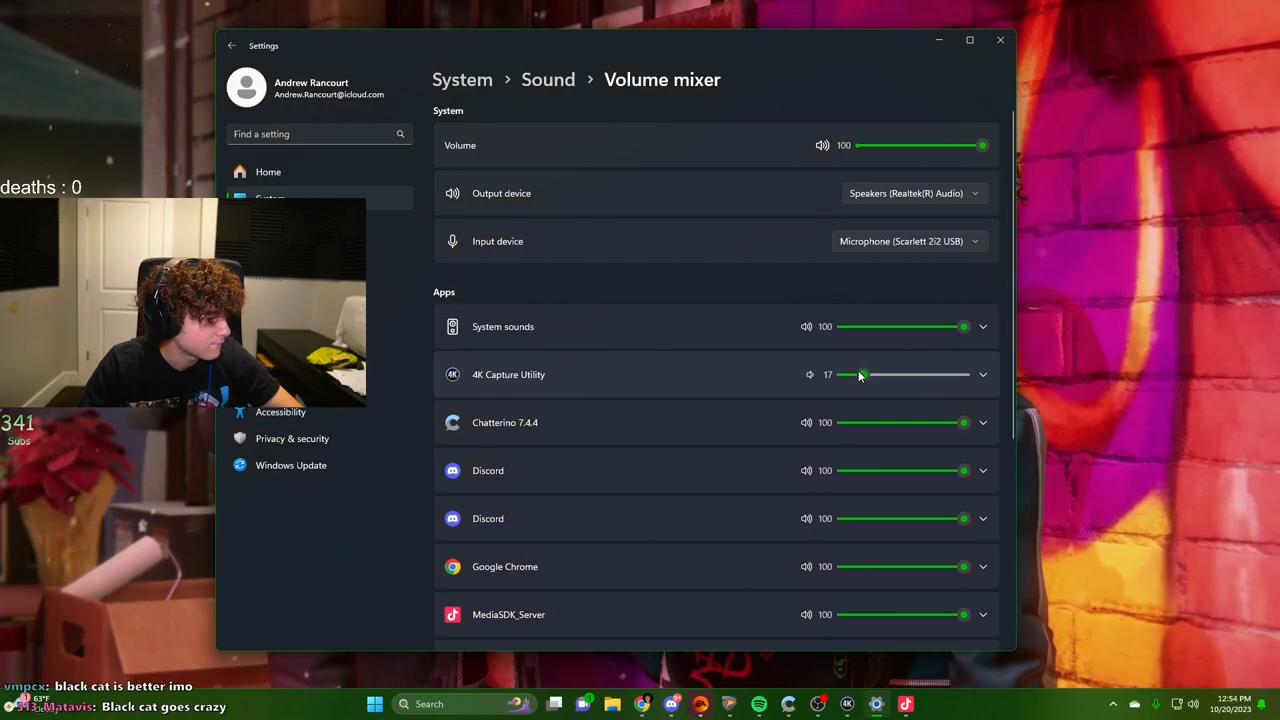 Settings
Andrew Rancourt
Andrew.Rancourt@icloud.com
Find a setting
Home
System > Sound > Volume mixer
System
Volume
100
Output device
Speakers (Realtek(R) Audio)
Input device
Microphone (Scarlett 2i2 USB)
Apps
System sounds
100
4K
4K Capture Utility
17
Chatterino 7.4.4
100
Discord
100
Discord
100
Google Chrome
100
MediaSDK_Server
100
Accessibility
Privacy & security
Windows Update
deaths : 0
341
Subs
vmpcx: black cat is better imo
Matavis: Black cat goes crazy
63°F
Search
4K
12:54 PM
10/20/2023